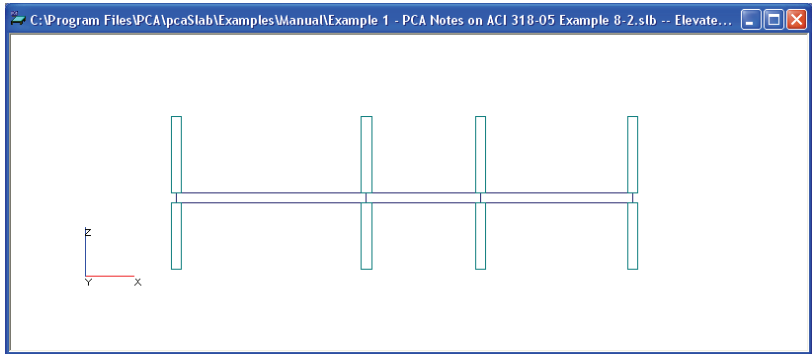 C:\Program Files\PCA\pcaSlab\Examples\Manual\Example 1 - PCA Notes on ACI 318-05 Example 8-2.slb -- Elevate...
Z
Y X